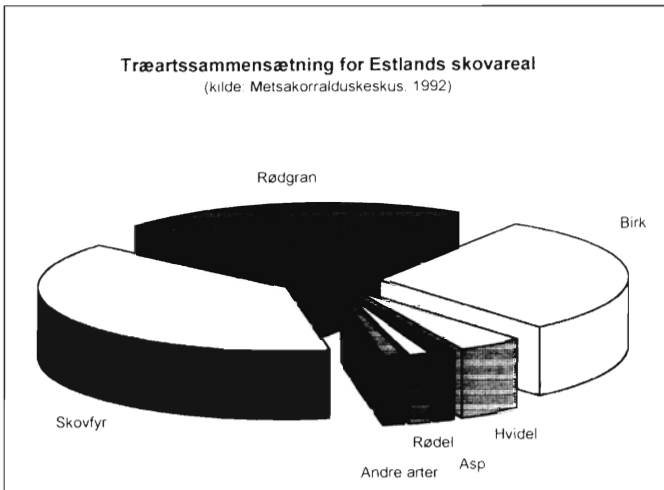 Træartssammensætning for Estlands skovareal
(kilde: Metsakorralduskeskus. 1992)
Rødgran
Birk
Skovfyr
Rødel
Hvidel
Andre arter
Asp